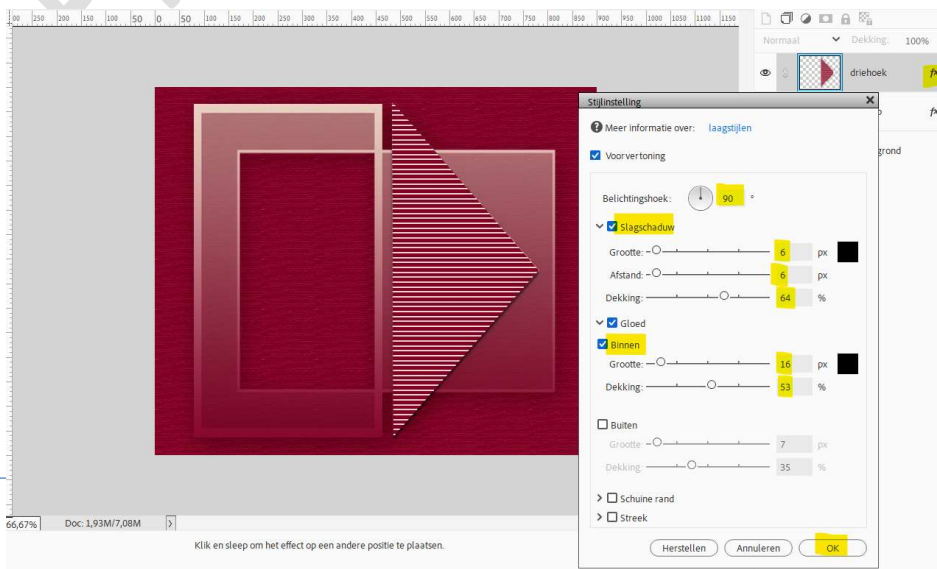 00 250 200 150 100 50 0 50 100 150 200 250 300 350 400 450 500 550 600 650 700 750 800 850 900 950 1000 1050 1100 1150
Normaal Dekking: 100%
driehoek fx
Stijlinstelling X
Meer informatie over: laagstijlen
fx
Voorvertoning
grond
Belichtingshoek: 90 °
Slagschaduw
Grootte: 6 px
Afstand: 6 px
Dekking: 64 %
Gloed
Binnen
Grootte: 16 px
Dekking: 53 %
Buiten
Grootte: 7 px
Dekking: 35 %
Schuine rand
Streek
66,67% Doc: 1,93M/7,08M
Klik en sleep om het effect op een andere positie te plaatsen.
Herstellen Annuleren OK